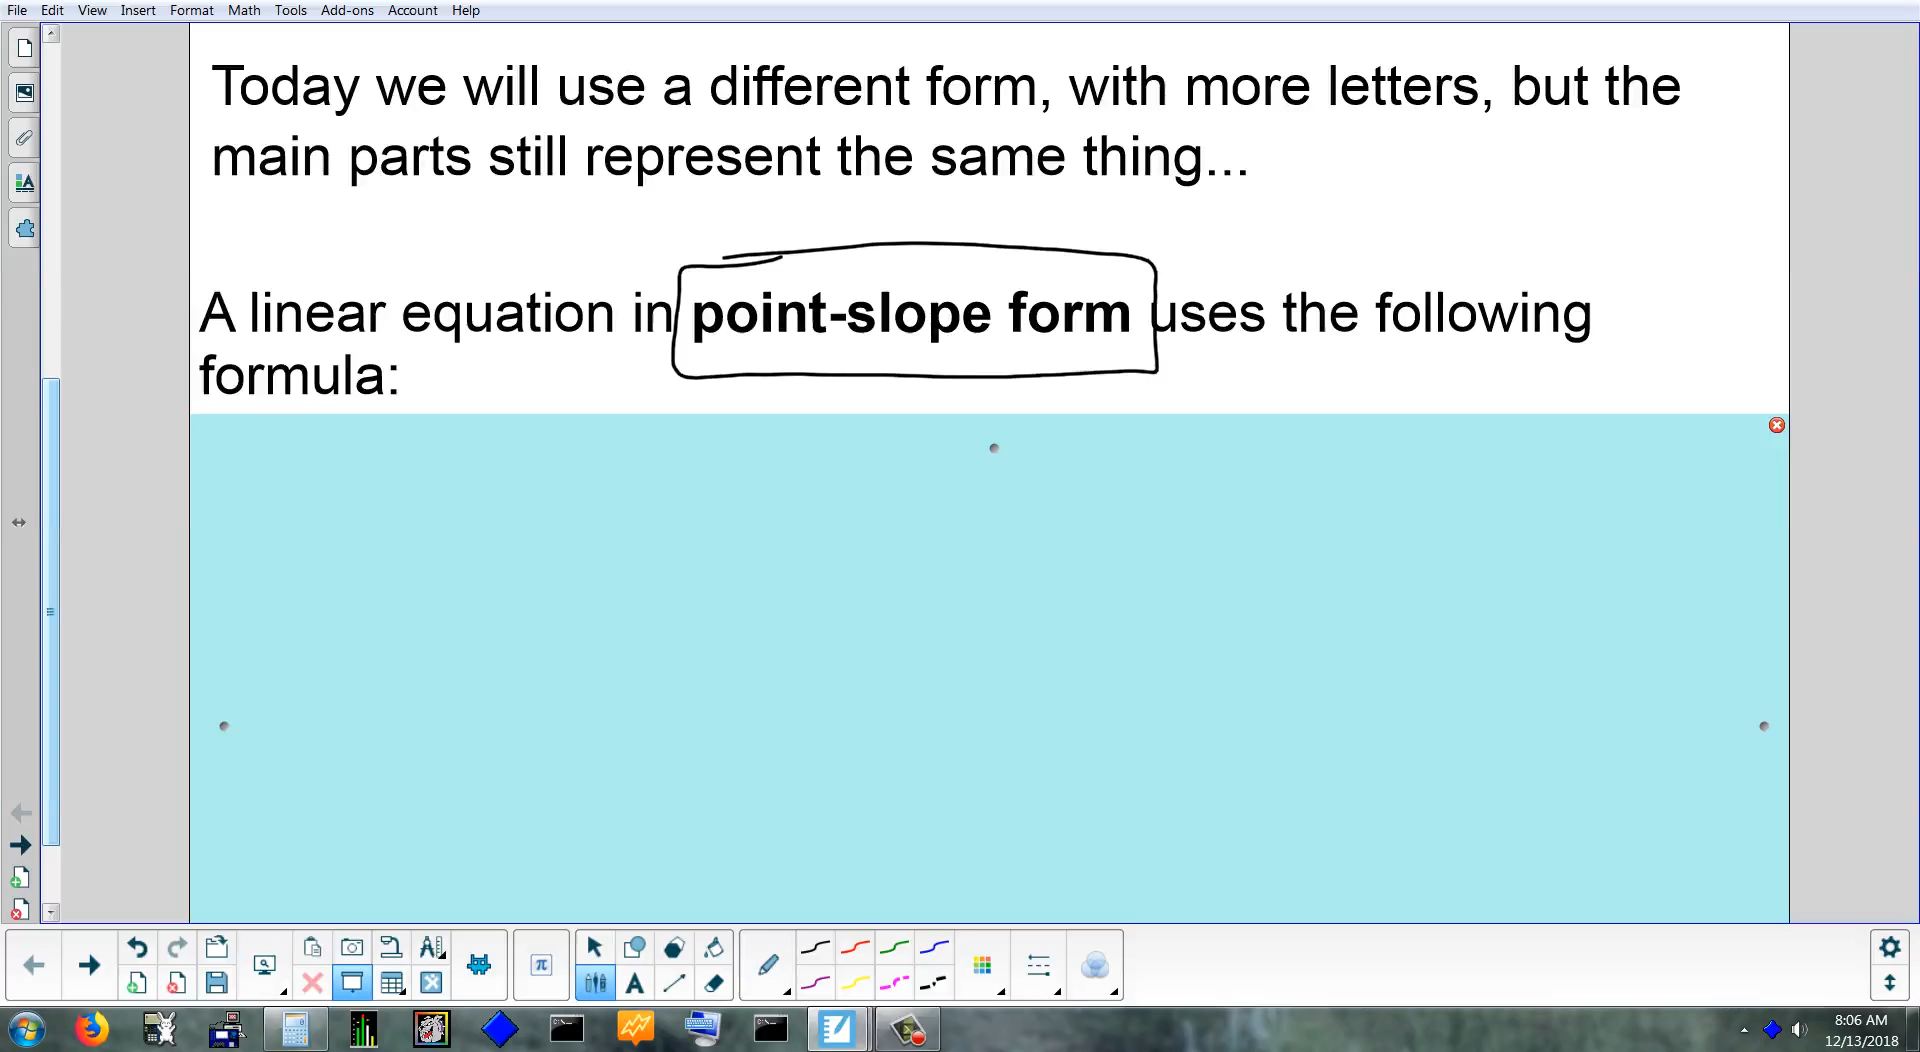 File Edit View Insert Format Math Tools Add-ons Account Help
Today we will use a different form, with more letters, but the
main parts still represent the same thing...
A linear equation in point-slope form uses the following
formula:
8:06 AM
12/13/2018